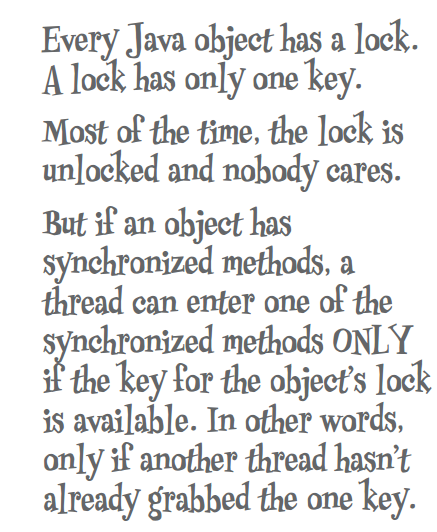 Every Java object has a lock.
A lock has only one key.
Most of the time, the lock is
unlocked and nobody cares.
But if an object has
synchronized methods, a
thread can enter one of the
synchronized methods ONLY
if the key for the object's lock
is available. In other words,
only if another thread hasn't
already grabbed the one key.